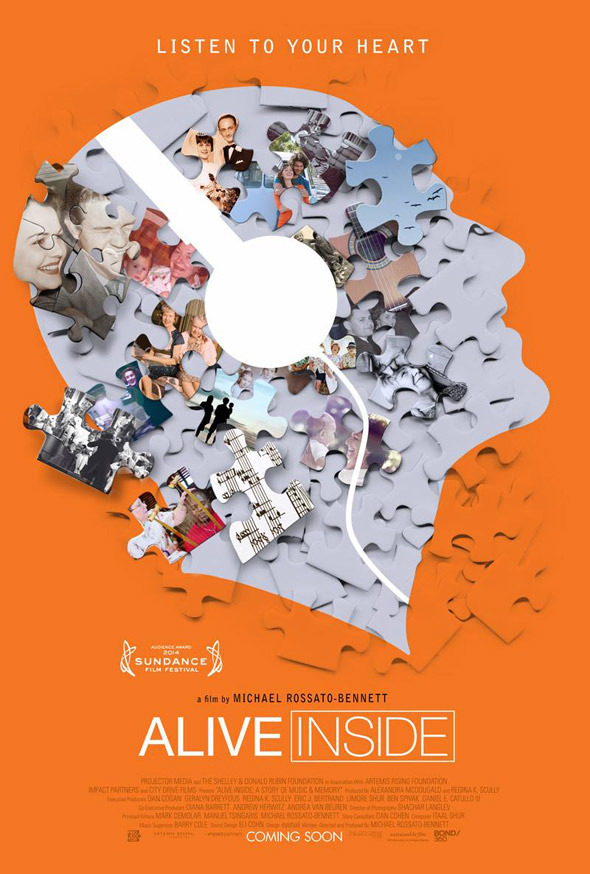 LISTEN TO YOUR HEART
AUDIENCE AWARD
2014
SUNDANCE
FILM FESTIVAL
a film by MICHAEL ROSSATO-BENNETT
ALIVE INSIDE
PROJECTOR MEDIA and THE SHELLEY & DONALD RUBIN FOUNDATION in Association With ARTEMIS RISING FOUNDATION
IMPACT PARTNERS and CITY DRIVE FILMS Present "ALIVE INSIDE: A STORY OF MUSIC & MEMORY" Produced by ALEXANDRA MCDOUGALD and REGINA K. SCULLY
Executive Producers DAN COGAN GERALYN DREYFOUS REGINA K. SCULLY ERIC J. BERTRAND LIMORE SHUR BEN SPIVAK DANIEL E. CATULLO III
Co-Executive Producers DIANA BARRETT ANDREW HERWITZ ANDREA VAN BEUREN Director of Photography SHACHAR LANGLEV
Principal Editors MARK DEMOLAR MANUEL TSINGARIS MICHAEL ROSSATO-BENNETT Story Consultant DAN COHEN Composer ITAAL SHUR
Music Supervisor BARRY COLE Sound Design ELI COHN Written, Directed and Produced By MICHAEL ROSSATO-BENNETT
COMING SOON
BOND/
360